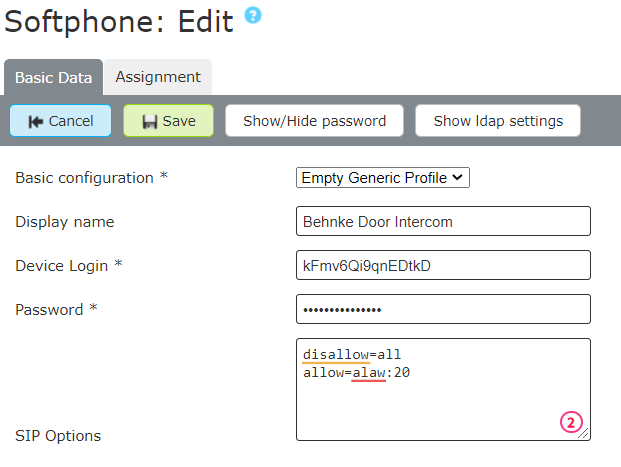 Softphone: Edit ?
Basic Data Assignment
Cancel Save Show/Hide password Show ldap settings
Basic configuration * Empty Generic Profile
Display name Behnke Door Intercom
Device Login * kFmv6Qi9qnEDtkD
Password * •••••••••••••••
disallow=all
allow=alaw:20
2
SIP Options